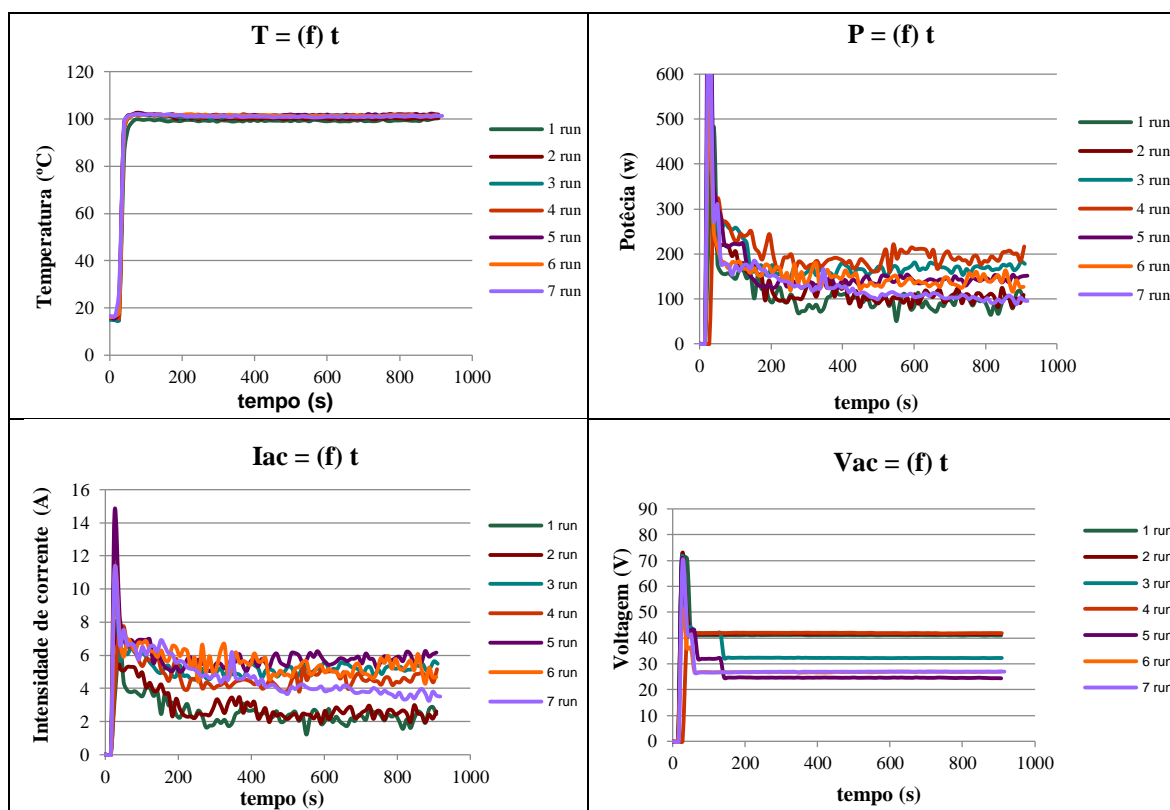 T = (f) t
Temperatura (ºC)
120
100
80
60
40
20
0
0 200 400 600 800 1000
tempo (s)
1 run
2 run
3 run
4 run
5 run
6 run
7 run
P = (f) t
Potêcia (w)
600
500
400
300
200
100
0
0 200 400 600 800 1000
tempo (s)
1 run
2 run
3 run
4 run
5 run
6 run
7 run
Iac = (f) t
Intensidade de corrente (A)
16
14
12
10
8
6
4
2
0
0 200 400 600 800 1000
tempo (s)
1 run
2 run
3 run
4 run
5 run
6 run
7 run
Vac = (f) t
Voltagem (V)
90
80
70
60
50
40
30
20
10
0
0 200 400 600 800 1000
tempo (s)
1 run
2 run
3 run
4 run
5 run
6 run
7 run